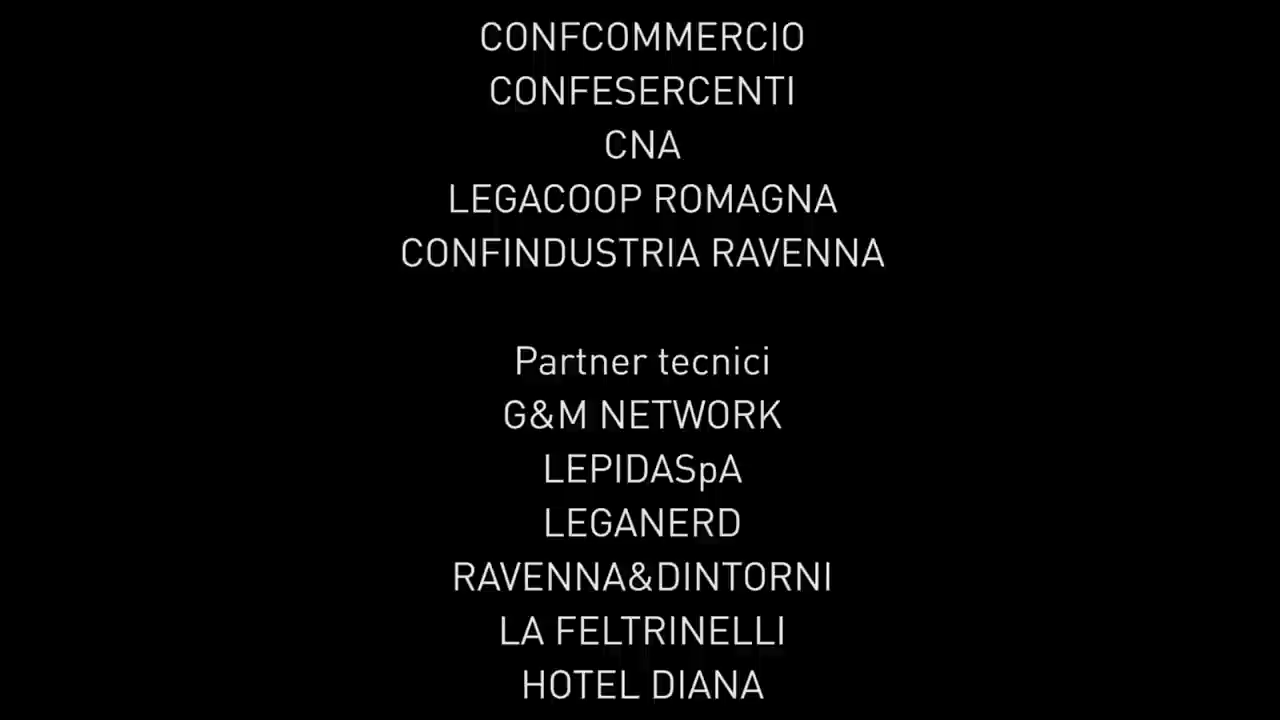 CONFCOMMERCIO
CONFESERCENTI
CNA
LEGACOOP ROMAGNA
CONFINDUSTRIA RAVENNA
Partner tecnici
G&M NETWORK
LEPIDASpA
LEGANERD
RAVENNA&DINTORNI
LA FELTRINELLI
HOTEL DIANA